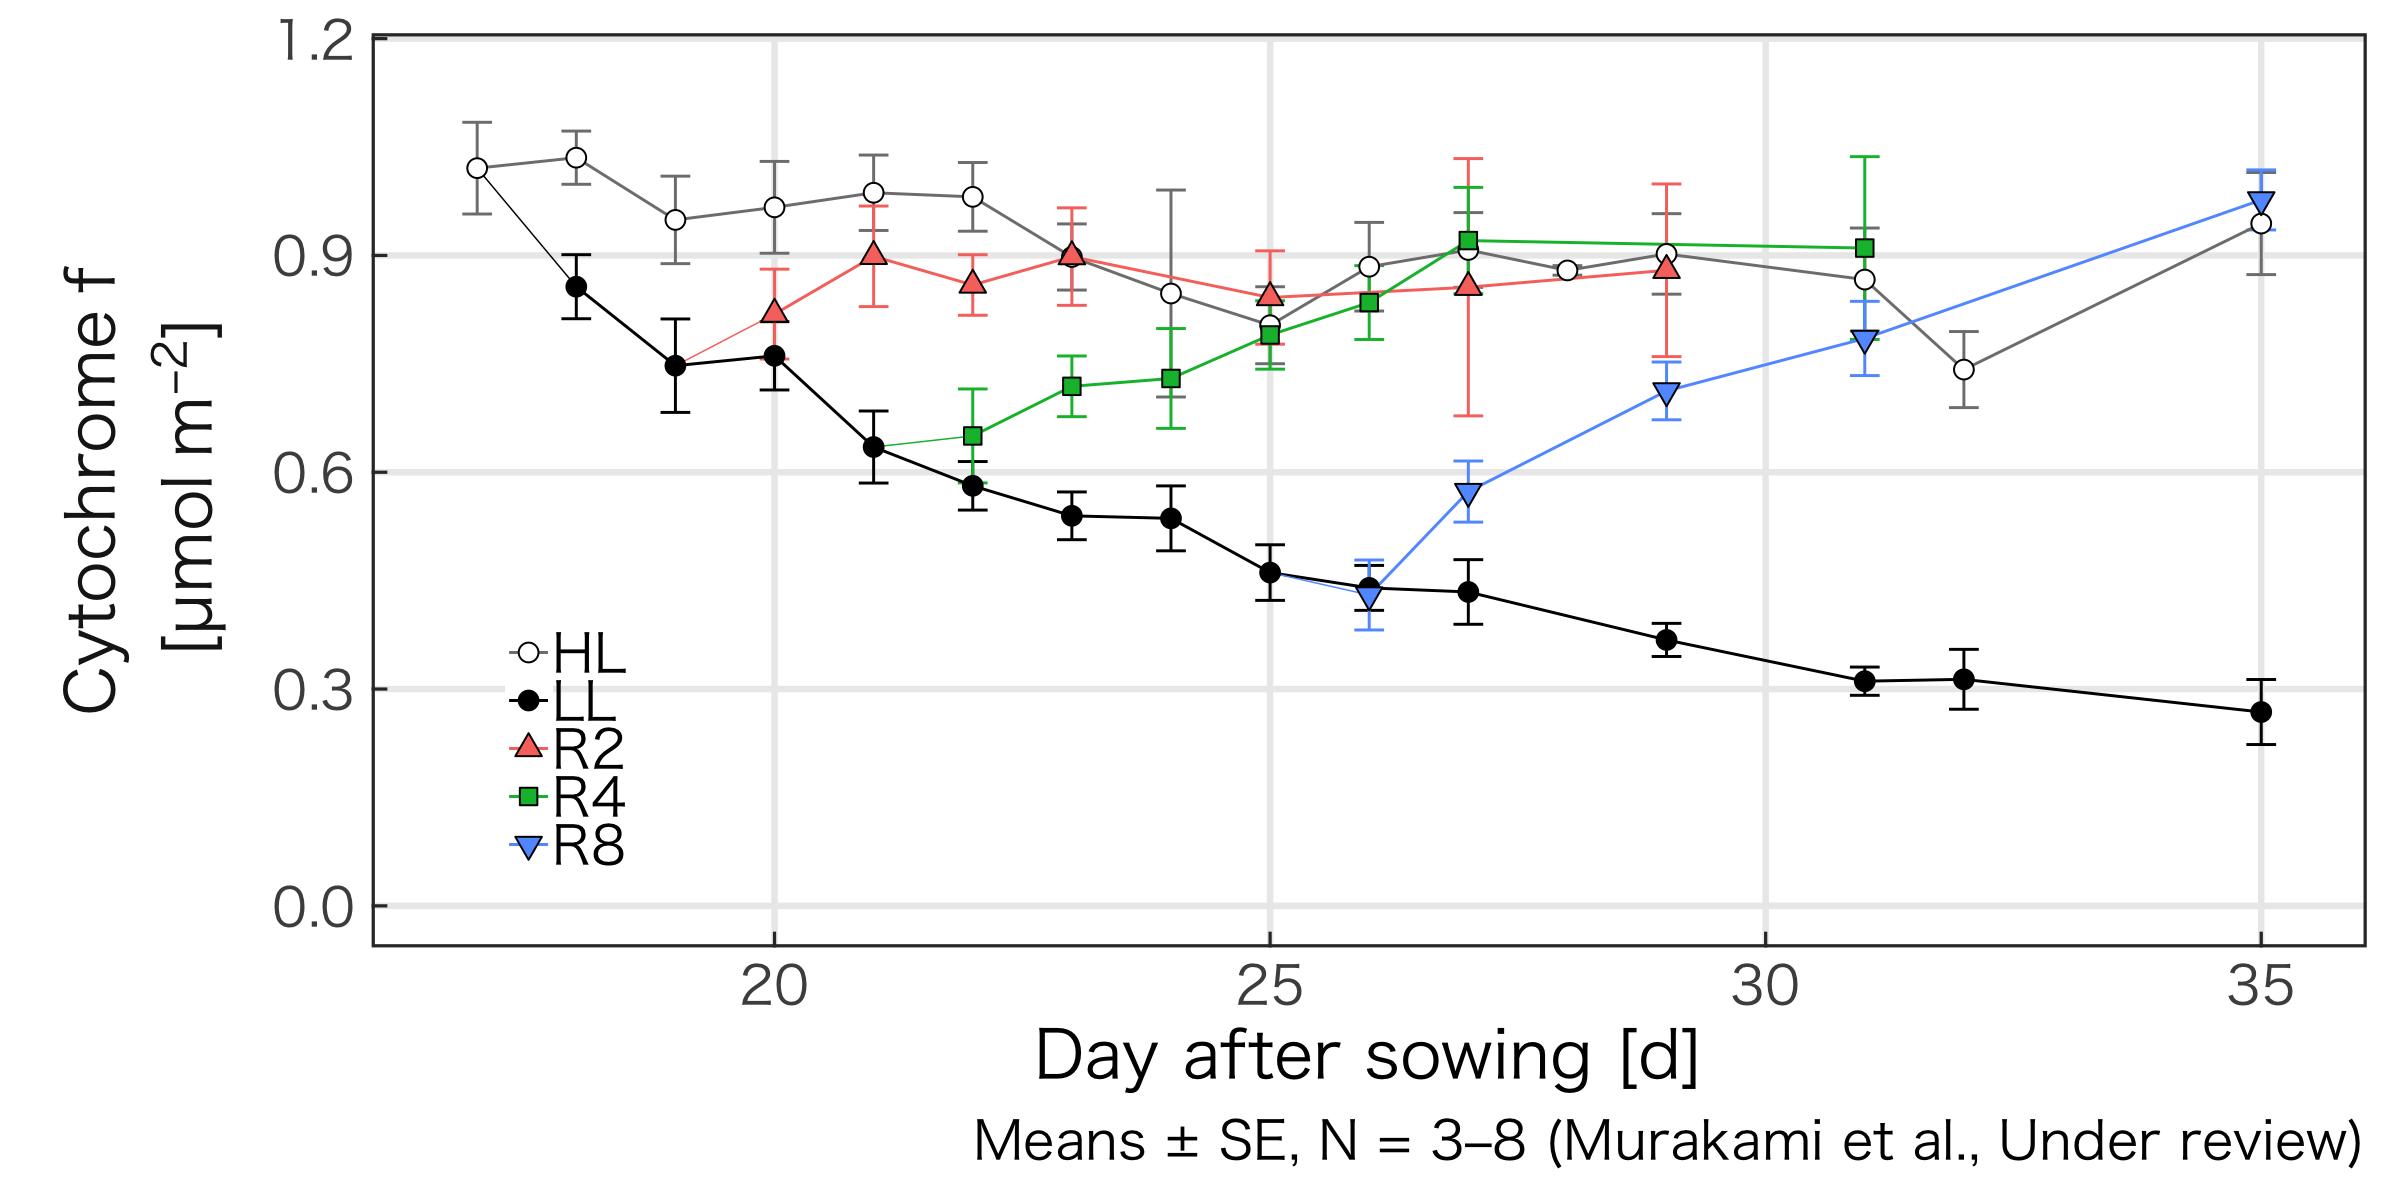 1.2
0.9
0.6
0.3
0.0
Cytochrome f
[µmol m⁻²]
HL
LL
R2
R4
R8
20 25 30 35
Day after sowing [d]
Means ± SE, N = 3–8 (Murakami et al., Under review)